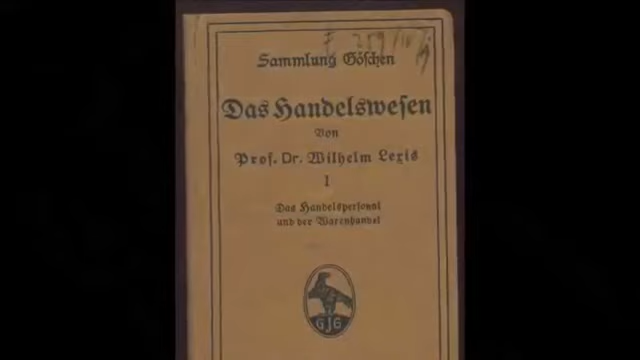 Sammlung Göschen
Das Handelswesen
Von
Prof. Dr. Wilhelm Lexis
I
Das Handelspersonal
und der Warenhandel
GJG